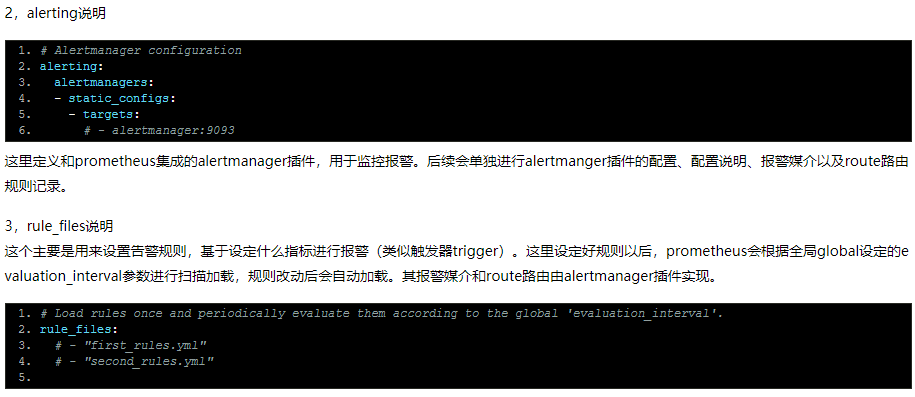 2，alerting说明
1. # Alertmanager configuration
2. alerting:
3.   alertmanagers:
4.   - static_configs:
5.     - targets:
6.       # - alertmanager:9093
这里定义和prometheus集成的alertmanager插件，用于监控报警。后续会单独进行alertmanger插件的配置、配置说明、报警媒介以及route路由
规则记录。
3，rule_files说明
这个主要是用来设置告警规则，基于设定什么指标进行报警（类似触发器trigger）。这里设定好规则以后，prometheus会根据全局global设定的e
valuation_interval参数进行扫描加载，规则改动后会自动加载。其报警媒介和route路由由alertmanager插件实现。
1. # Load rules once and periodically evaluate them according to the global 'evaluation_interval'.
2. rule_files:
3.   # - "first_rules.yml"
4.   # - "second_rules.yml"
5.